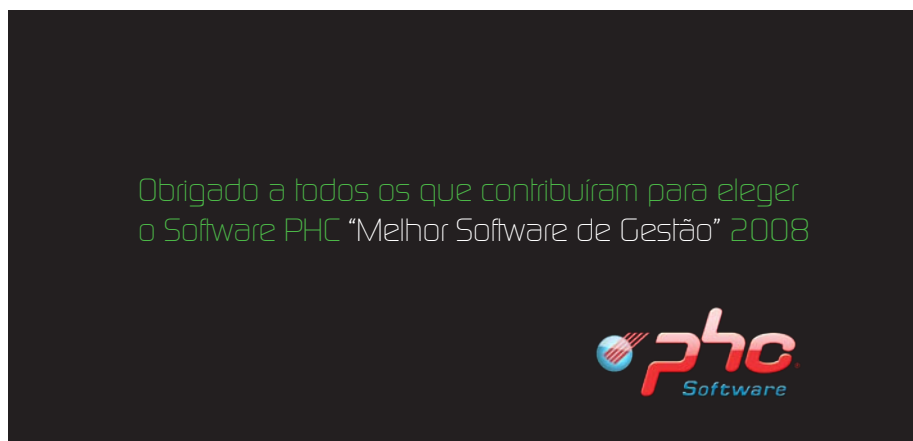 Obrigado a todos os que contribuíram para eleger
o Software PHC “Melhor Software de Gestão” 2008
phc
Software